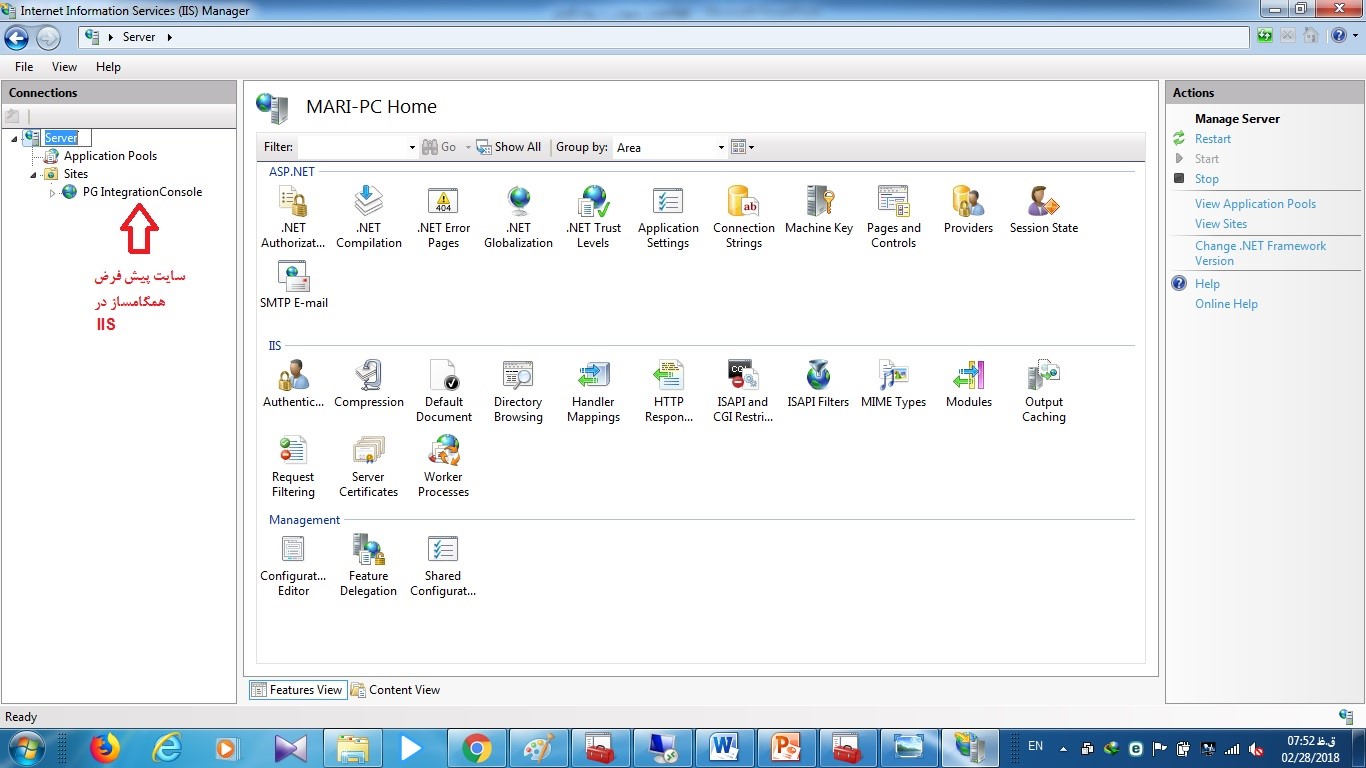 Internet Information Services (IIS) Manager
Server
File View Help
Connections
Server
Application Pools
Sites
PG IntegrationConsole
سایت پیش فرض
همگامساز در
IIS
MARI-PC Home
Filter: Go Show All Group by: Area
ASP.NET
.NET Authorizat...
.NET Compilation
.NET Error Pages
.NET Globalization
.NET Trust Levels
Application Settings
Connection Strings
Machine Key
Pages and Controls
Providers
Session State
SMTP E-mail
IIS
Authentic...
Compression
Default Document
Directory Browsing
Handler Mappings
HTTP Respon...
ISAPI and CGI Restri...
ISAPI Filters
MIME Types
Modules
Output Caching
Request Filtering
Server Certificates
Worker Processes
Management
Configurat... Editor
Feature Delegation
Shared Configurat...
Features View Content View
Actions
Manage Server
Restart
Start
Stop
View Application Pools
View Sites
Change .NET Framework
Version
Help
Online Help
Ready
EN
07:52 ق.ظ
02/28/2018